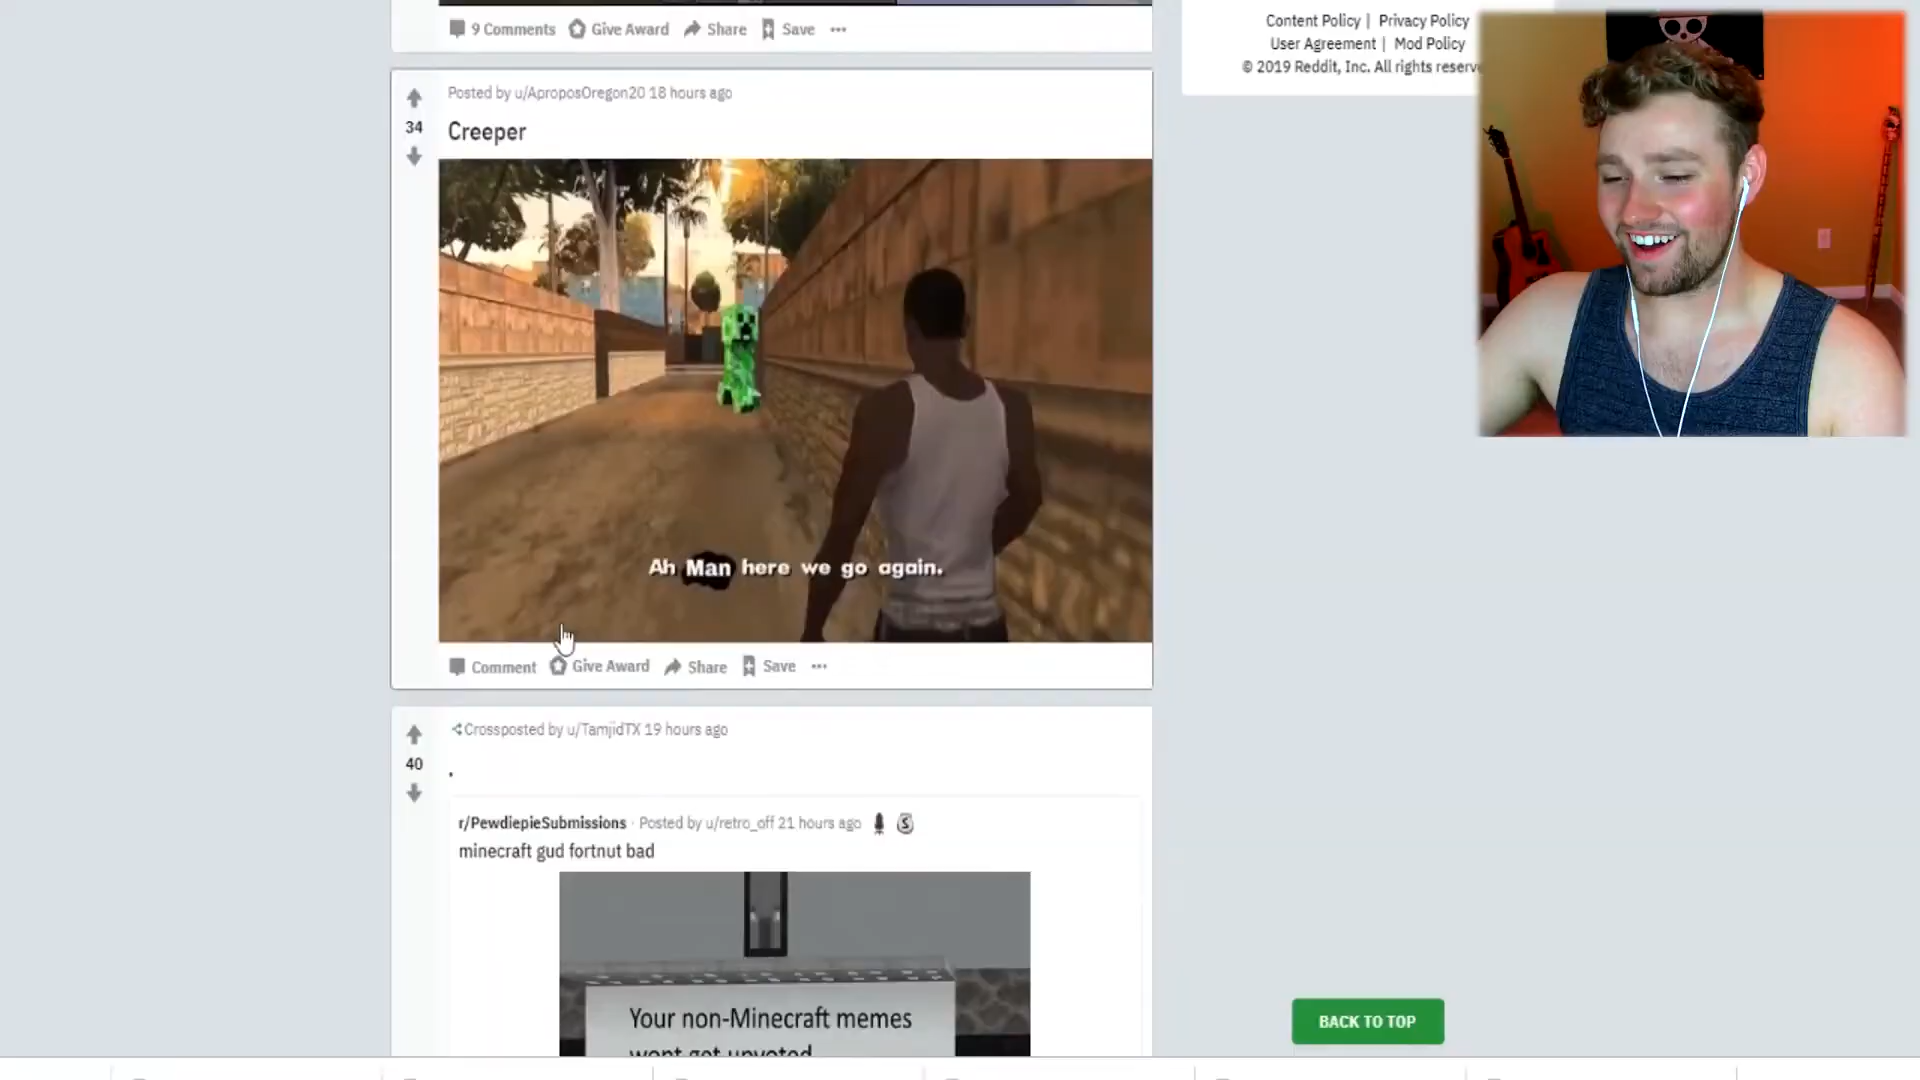 9 Comments Give Award Share Save
Content Policy | Privacy Policy
User Agreement | Mod Policy
© 2019 Reddit, Inc. All rights
Posted by u/AproposOregon20 18 hours ago
34
Creeper
Ah Man here we go again.
Comment Give Award Share Save
Crossposted by u/TamjidTX 19 hours ago
40
.
r/PewdiepieSubmissions · Posted by u/retro_off 21 hours ago
minecraft gud fortnut bad
Your non-Minecraft memes
wont get upvoted
BACK TO TOP